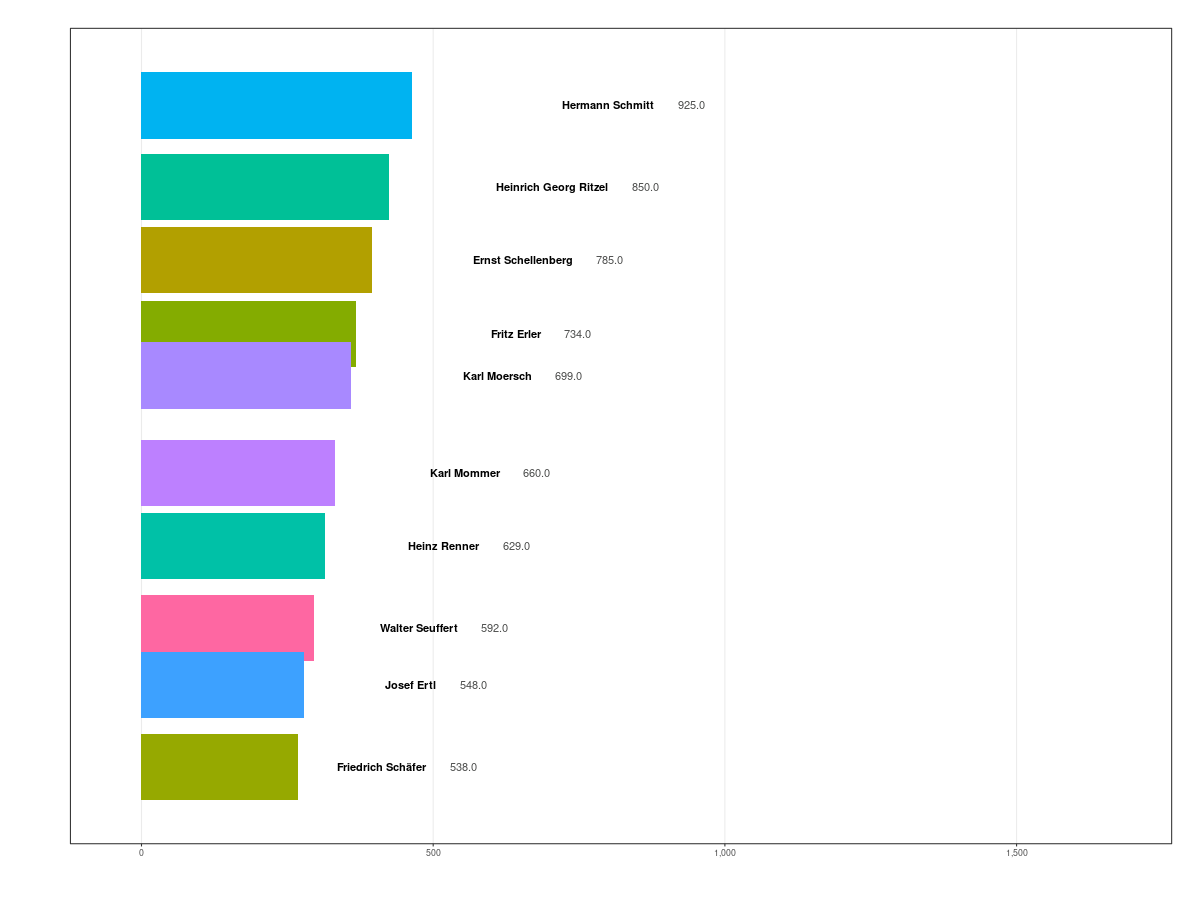 Hermann Schmitt 925.0
Heinrich Georg Ritzel 850.0
Ernst Schellenberg 785.0
Fritz Erler 734.0
Karl Moersch 699.0
Karl Mommer 660.0
Heinz Renner 629.0
Walter Seuffert 592.0
Josef Ertl 548.0
Friedrich Schäfer 538.0
0 500 1,000 1,500